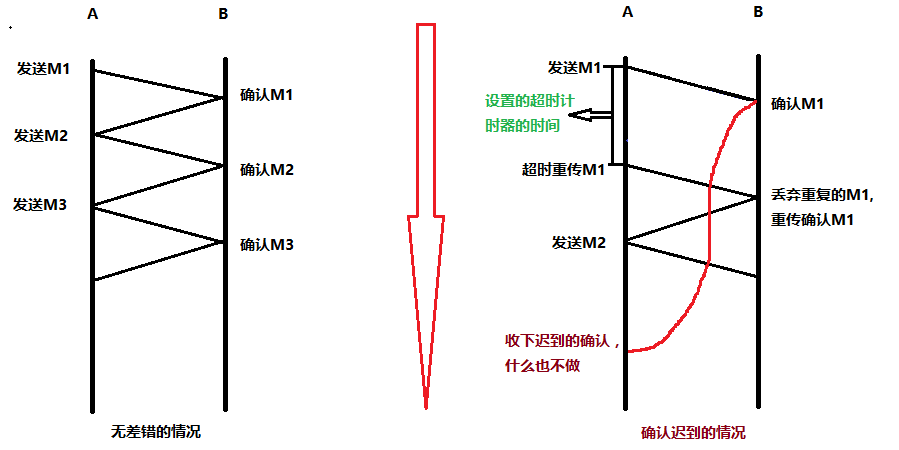 A
B
发送M1
确认M1
发送M2
确认M2
发送M3
确认M3
无差错的情况
A
B
发送M1
设置的超时计
时器的时间
确认M1
超时重传M1
丢弃重复的M1,
重传确认M1
发送M2
收下迟到的确认，
什么也不做
确认迟到的情况